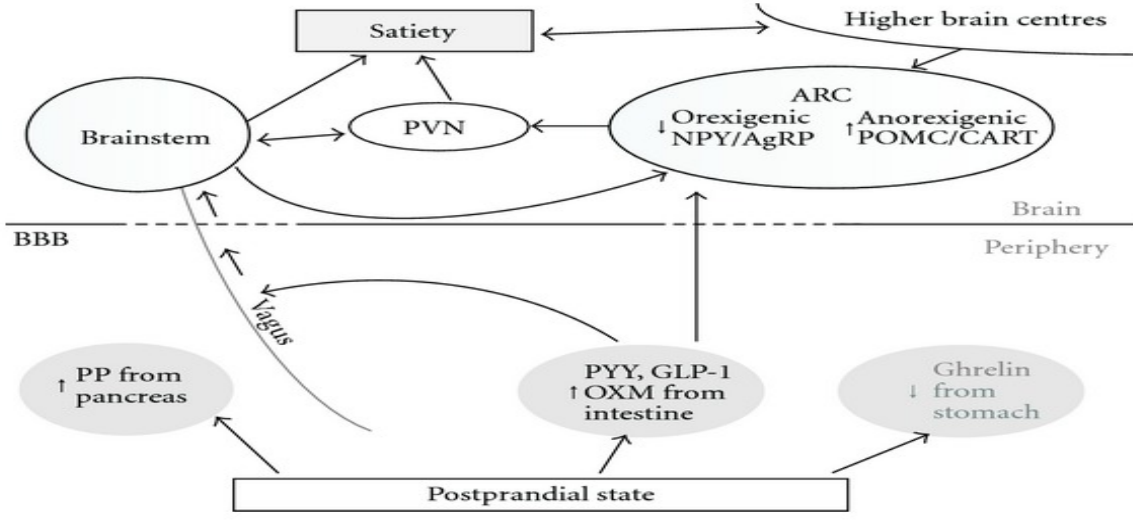 Higher brain centres
Satiety
ARC
↓ Orexigenic
NPY/AgRP
↑ Anorexigenic
POMC/CART
PVN
Brainstem
Brain
BBB
Periphery
Vagus
↑ PP from
pancreas
PYY, GLP-1
↑ OXM from
intestine
Ghrelin
↓ from
stomach
Postprandial state